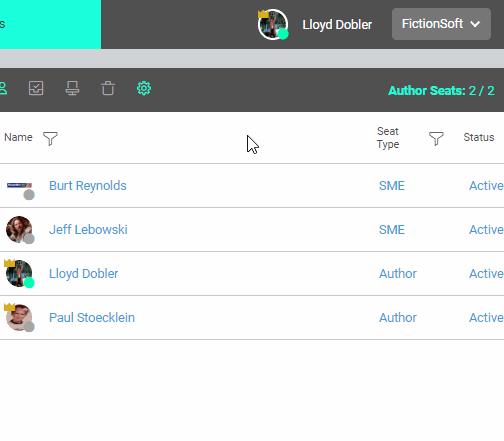 s
Lloyd Dobler
FictionSoft
Author Seats: 2 / 2
Name
Seat
Type
Status
Burt Reynolds
SME
Active
Jeff Lebowski
SME
Active
Lloyd Dobler
Author
Active
Paul Stoecklein
Author
Active